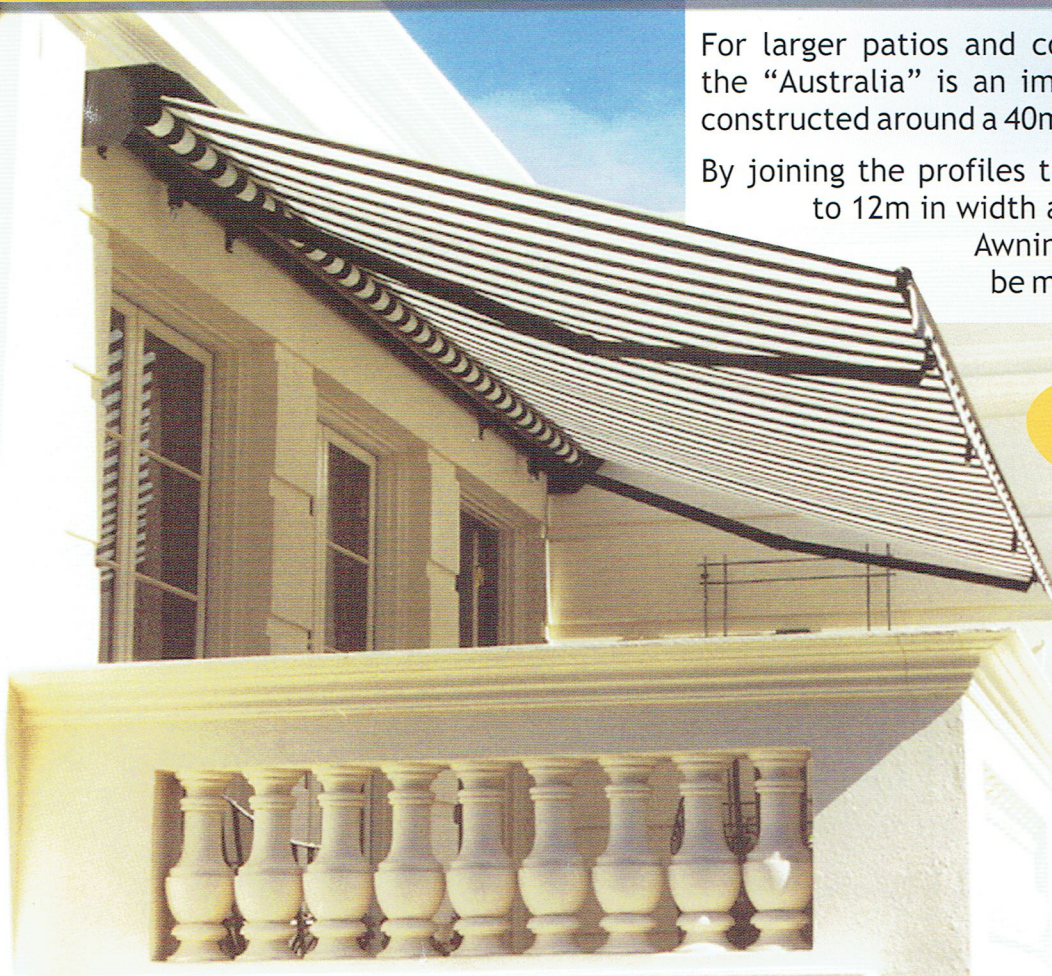 For larger patios and co
the “Australia” is an im
constructed around a 40m
By joining the profiles t
to 12m in width a
Awnin
be m